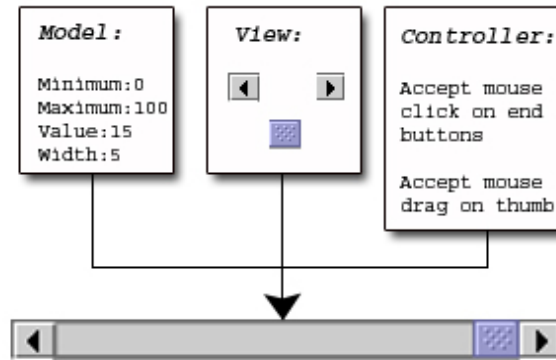 Model:
Minimum:0
Maximum:100
Value:15
Width:5
View:
Controller:
Accept mouse
click on end
buttons
Accept mouse
drag on thumb